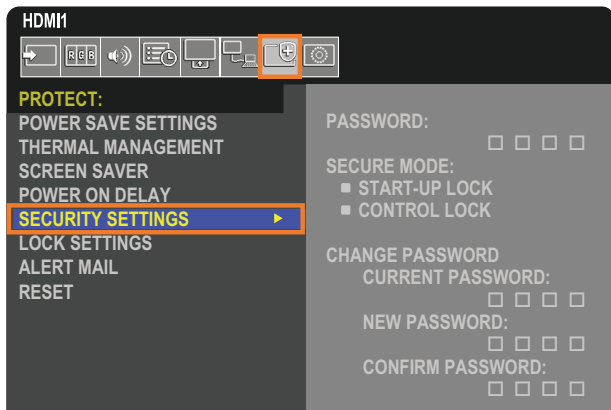 HDMI1
RGB
PROTECT:
POWER SAVE SETTINGS
THERMAL MANAGEMENT
SCREEN SAVER
POWER ON DELAY
SECURITY SETTINGS
LOCK SETTINGS
ALERT MAIL
RESET
PASSWORD:
SECURE MODE:
START-UP LOCK
CONTROL LOCK
CHANGE PASSWORD
CURRENT PASSWORD:
NEW PASSWORD:
CONFIRM PASSWORD: